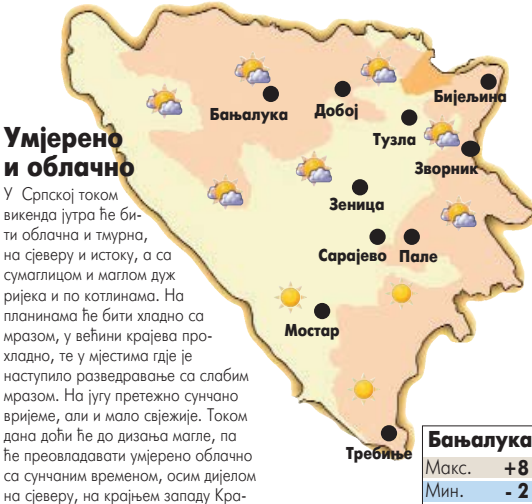 Умјерено
и облачно
У Српској током
викенда јутра ће би-
ти облачна и тмурна,
на сјеверу и истоку, а са
сумаглицом и маглом дуж
ријека и по котлинама. На
планинама ће бити хладно са
мразом, у већини крајева про-
хладно, те у мјестима гдје је
наступило разведравање са слабим
мразом. На југу претежно сунчано
вријеме, али и мало свјежије. Током
дана доћи ће до дизања магле, па
ће преовладавати умјерено облачно
са сунчаним временом, осим дијелом
на сјеверу, на крајњем западу Кра-
Бањалука
Добој
Бијељина
Тузла
Зворник
Зеница
Сарајево
Пале
Мостар
Требиње
Бањалука
Макс. +8
Мин. - 2